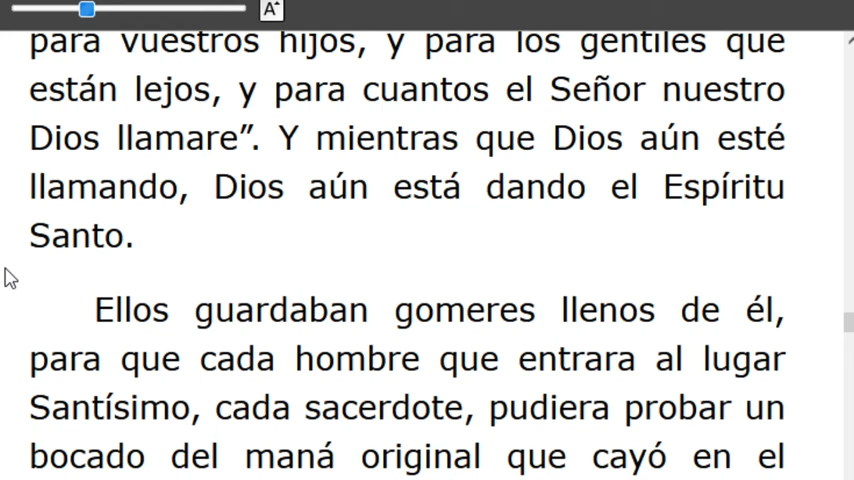 A
para vuestros hijos, y para los gentiles que
están lejos, y para cuantos el Señor nuestro
Dios llamare”. Y mientras que Dios aún esté
llamando, Dios aún está dando el Espíritu
Santo.
Ellos guardaban gomeres llenos de él,
para que cada hombre que entrara al lugar
Santísimo, cada sacerdote, pudiera probar un
bocado del maná original que cayó en el